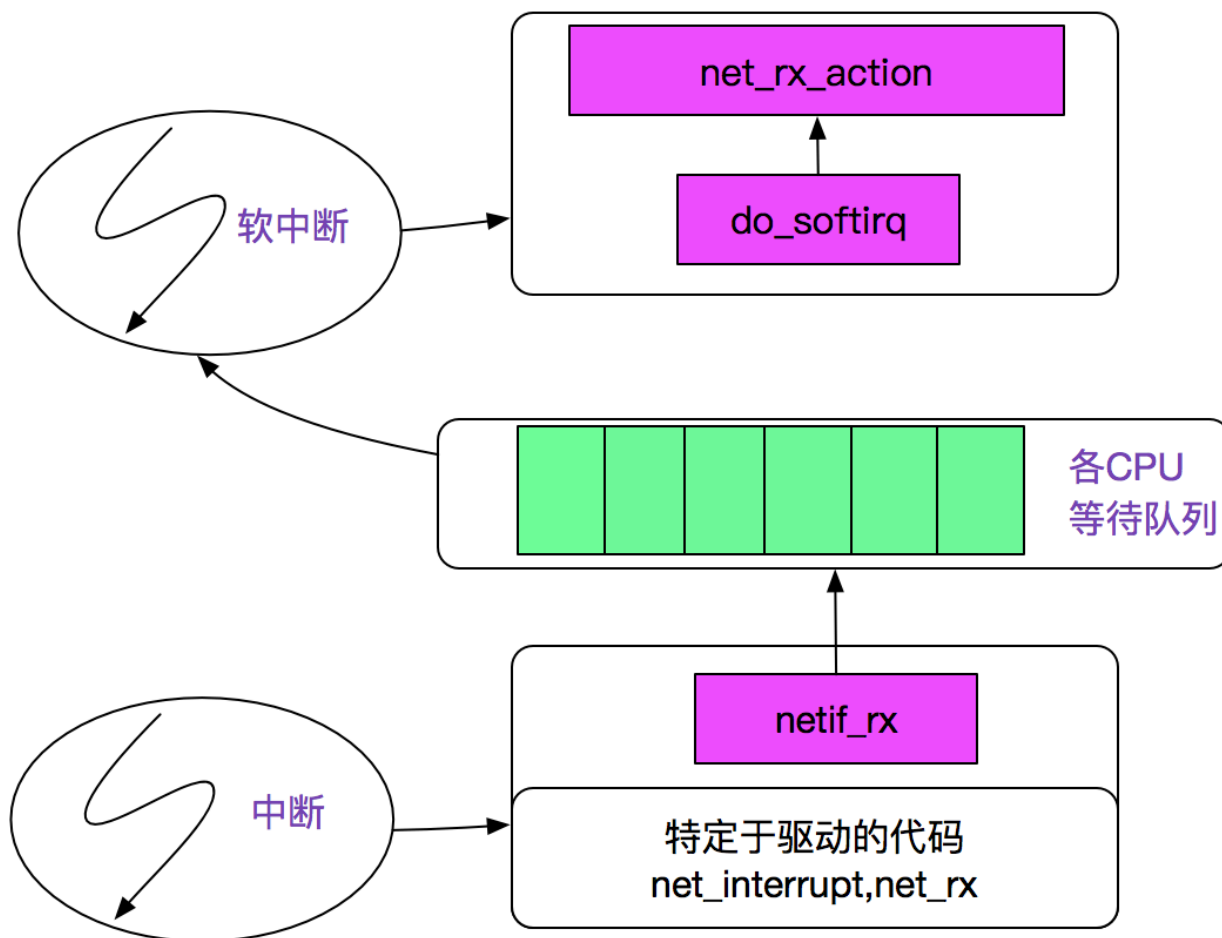 net_rx_action
do_softirq
软中断
各CPU
等待队列
netif_rx
中断
特定于驱动的代码
net_interrupt,net_rx